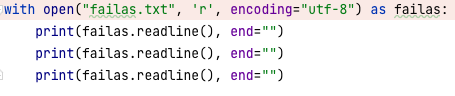 with open("failas.txt", 'r', encoding="utf-8") as failas:
    print(failas.readline(), end="")
    print(failas.readline(), end="")
    print(failas.readline(), end="")